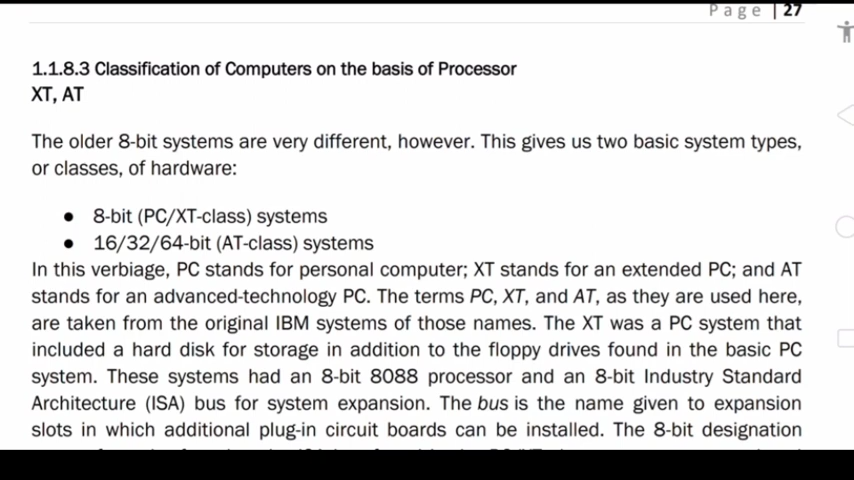 Page | 27
1.1.8.3 Classification of Computers on the basis of Processor
XT, AT
The older 8-bit systems are very different, however. This gives us two basic system types,
or classes, of hardware:
● 8-bit (PC/XT-class) systems
● 16/32/64-bit (AT-class) systems
In this verbiage, PC stands for personal computer; XT stands for an extended PC; and AT
stands for an advanced-technology PC. The terms PC, XT, and AT, as they are used here,
are taken from the original IBM systems of those names. The XT was a PC system that
included a hard disk for storage in addition to the floppy drives found in the basic PC
system. These systems had an 8-bit 8088 processor and an 8-bit Industry Standard
Architecture (ISA) bus for system expansion. The bus is the name given to expansion
slots in which additional plug-in circuit boards can be installed. The 8-bit designation